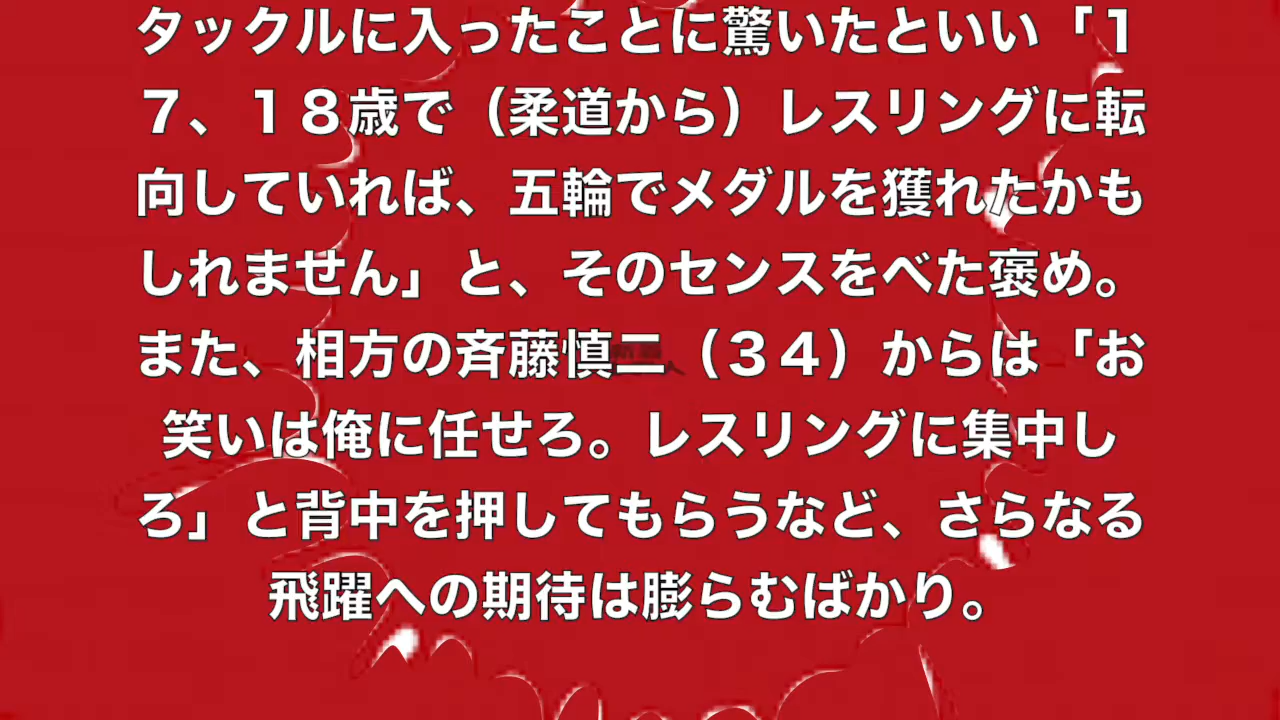 タックルに入ったことに驚いたといい「１
７、１８歳で（柔道から）レスリングに転
向していれば、五輪でメダルを獲れたかも
しれません」と、そのセンスをべた褒め。
また、相方の斉藤慎二（３４）からは「お
笑いは俺に任せろ。レスリングに集中し
ろ」と背中を押してもらうなど、さらなる
飛躍への期待は膨らむばかり。